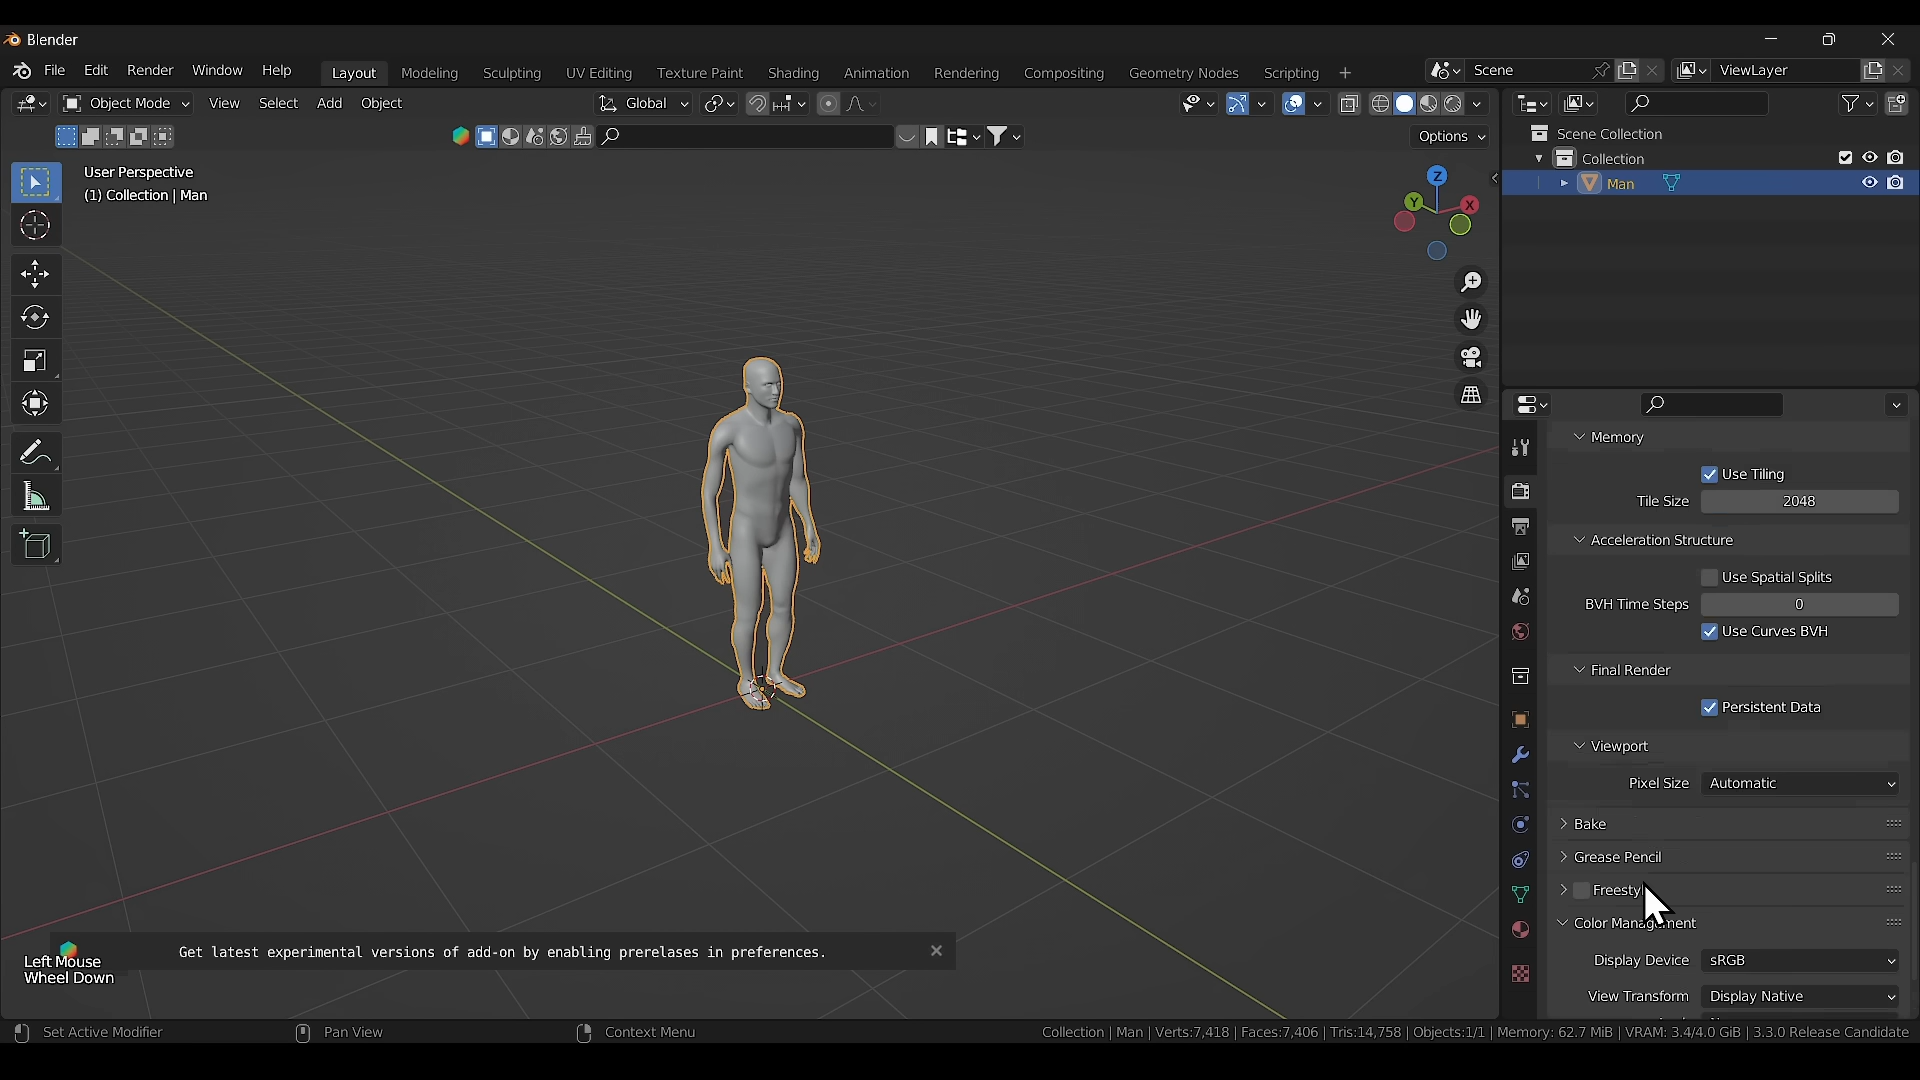 Blender
File Edit Render Window Help Layout Modeling Sculpting UV Editing Texture Paint Shading Animation Rendering Compositing Geometry Nodes Scripting + Scene ViewLayer
Object Mode View Select Add Object Global
Options
User Perspective
(1) Collection | Man
Z
Y
X
Scene Collection
Collection
Man
Memory
Use Tiling
Tile Size 2048
Acceleration Structure
Use Spatial Splits
BVH Time Steps 0
Use Curves BVH
Final Render
Persistent Data
Viewport
Pixel Size Automatic
Bake
Grease Pencil
Freesty
Color Management
Display Device sRGB
View Transform Display Native
Get latest experimental versions of add-on by enabling prerelases in preferences.
Left Mouse
Wheel Down
Set Active Modifier Pan View Context Menu Collection | Man | Verts:7,418 | Faces:7,406 | Tris:14,758 | Objects:1/1 | Memory: 62.7 MiB | VRAM: 3.4/4.0 GiB | 3.3.0 Release Candidate